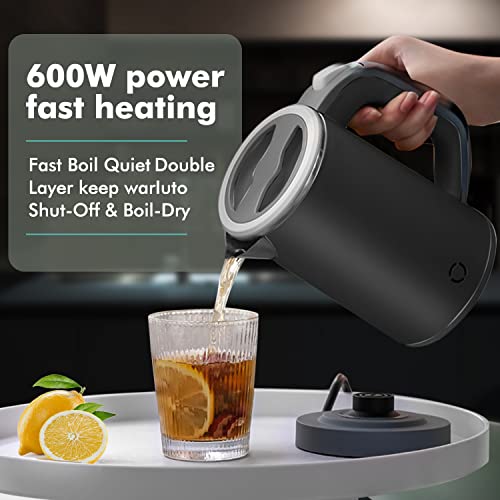 600W power
fast heating
Fast Boil Quiet Double
Layer keep warluto
Shut-Off & Boil-Dry